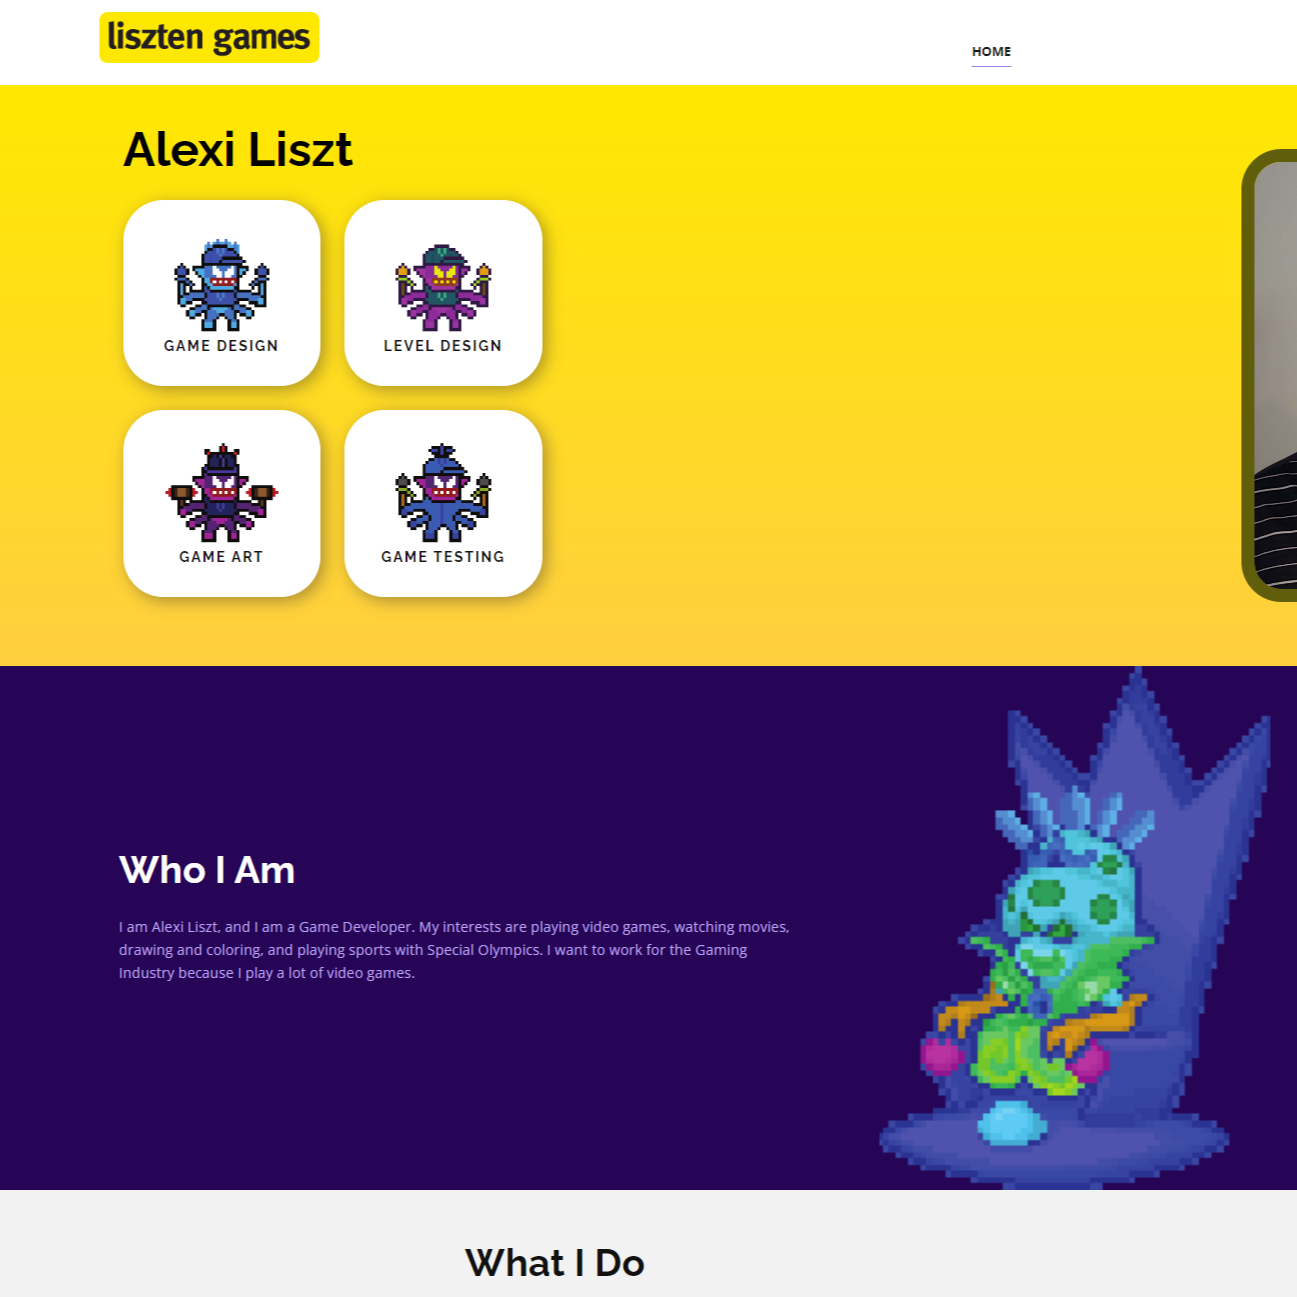 liszten games
HOME
Alexi Liszt
GAME DESIGN
LEVEL DESIGN
GAME ART
GAME TESTING
Who I Am
I am Alexi Liszt, and I am a Game Developer. My interests are playing video games, watching movies,
drawing and coloring, and playing sports with Special Olympics. I want to work for the Gaming
Industry because I play a lot of video games.
What I Do